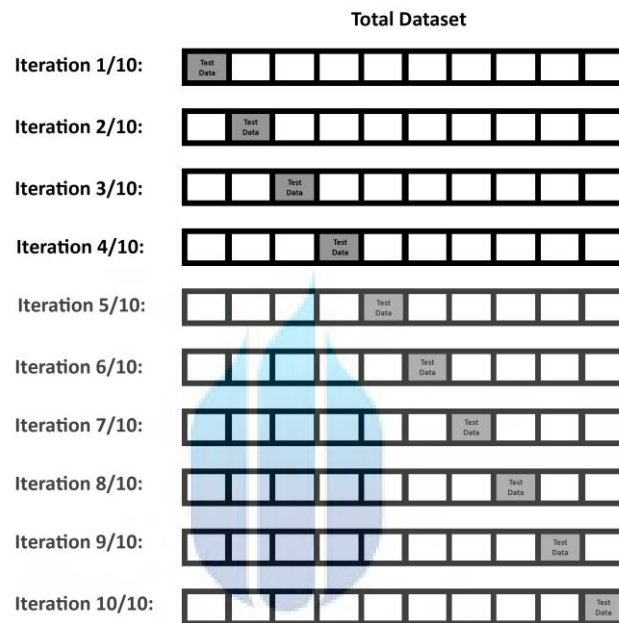 Total Dataset
Iteration 1/10:
Test
Data
Iteration 2/10:
Test
Data
Iteration 3/10:
Test
Data
Iteration 4/10:
Test
Data
Iteration 5/10:
Test
Data
Iteration 6/10:
Test
Data
Iteration 7/10:
Test
Data
Iteration 8/10:
Test
Data
Iteration 9/10:
Test
Data
Iteration 10/10:
Test
Data